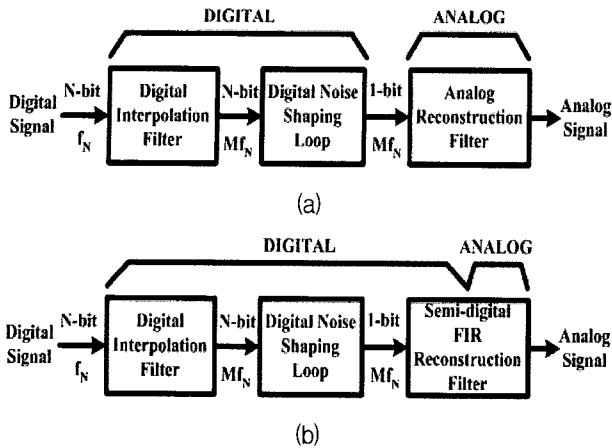 DIGITAL
ANALOG
Digital
Signal
N-bit
f_N
Digital
Interpolation
Filter
N-bit
Mf_N
Digital Noise
Shaping
Loop
1-bit
Mf_N
Analog
Reconstruction
Filter
Analog
Signal
(a)
DIGITAL
ANALOG
Digital
Signal
N-bit
f_N
Digital
Interpolation
Filter
N-bit
Mf_N
Digital Noise
Shaping
Loop
1-bit
Mf_N
Semi-digital
FIR
Reconstruction
Filter
Analog
Signal
(b)